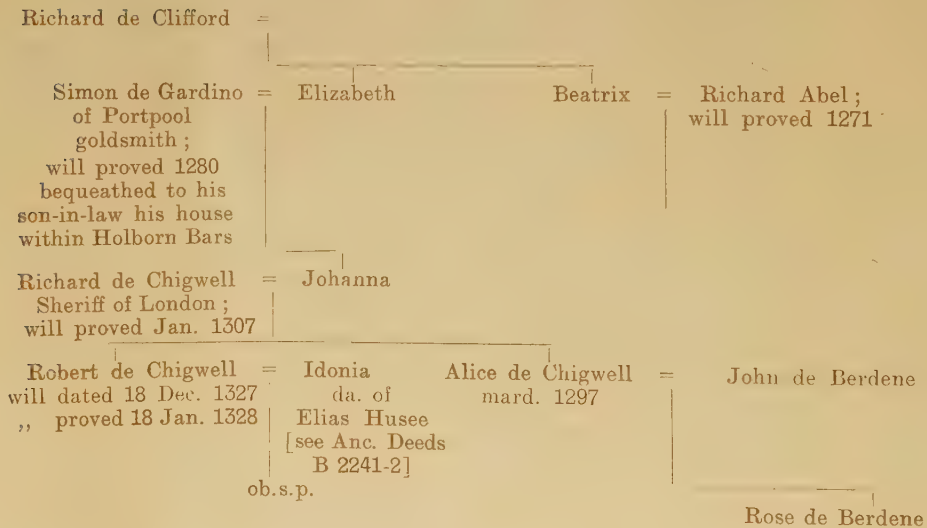 Richard de Clifford =
Simon de Gardino = Elizabeth Beatrix = Richard Abel ;
of Portpool will proved 1271
goldsmith ;
will proved 1280
bequeathed to his
son-in-law his house
within Holborn Bars
Richard de Chigwell = Johanna
Sheriff of London ;
will proved Jan. 1307
Robert de Chigwell = Idonia Alice de Chigwell = John de Berdene
will dated 18 Dec. 1327 da. of mard. 1297
,, proved 18 Jan. 1328 Elias Husee
[see Anc. Deeds
B 2241-2]
ob.s.p.
Rose de Berdene